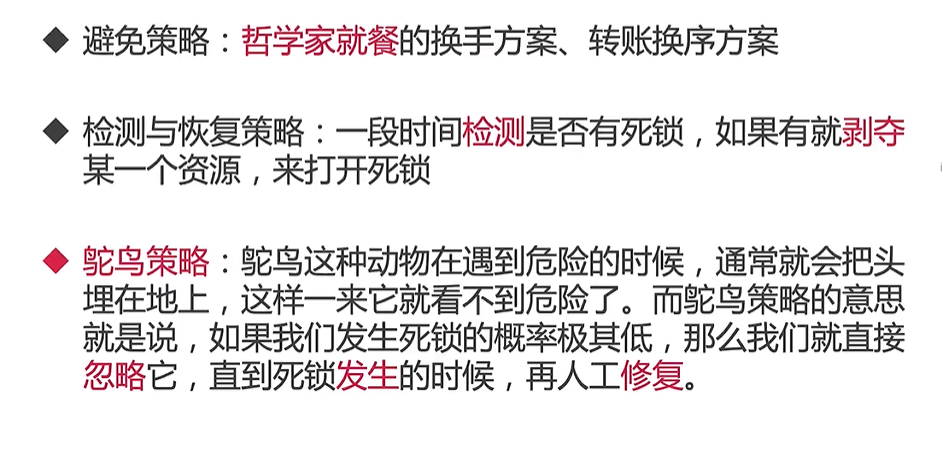 ◆ 避免策略：哲学家就餐的换手方案、转账换序方案
◆ 检测与恢复策略：一段时间检测是否有死锁，如果有就剥夺
某一个资源，来打开死锁
◆ 鸵鸟策略：鸵鸟这种动物在遇到危险的时候，通常就会把头
埋在地上，这样一来它就看不到危险了。而鸵鸟策略的意思
就是说，如果我们发生死锁的概率极其低，那么我们就直接
忽略它，直到死锁发生的时候，再人工修复。